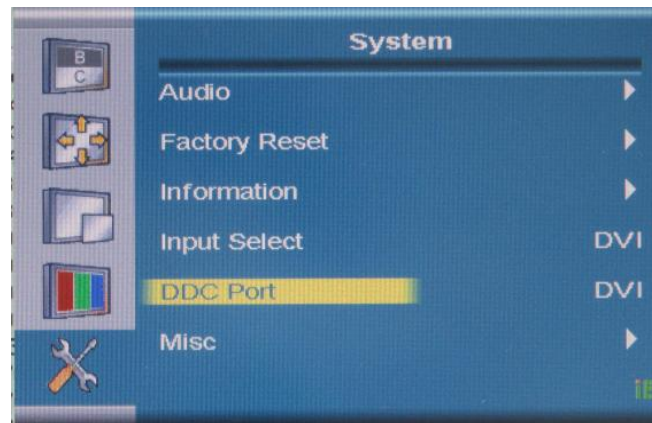 System
B
C
Audio
Factory Reset
Information
Input Select DVI
DDC Port DVI
Misc